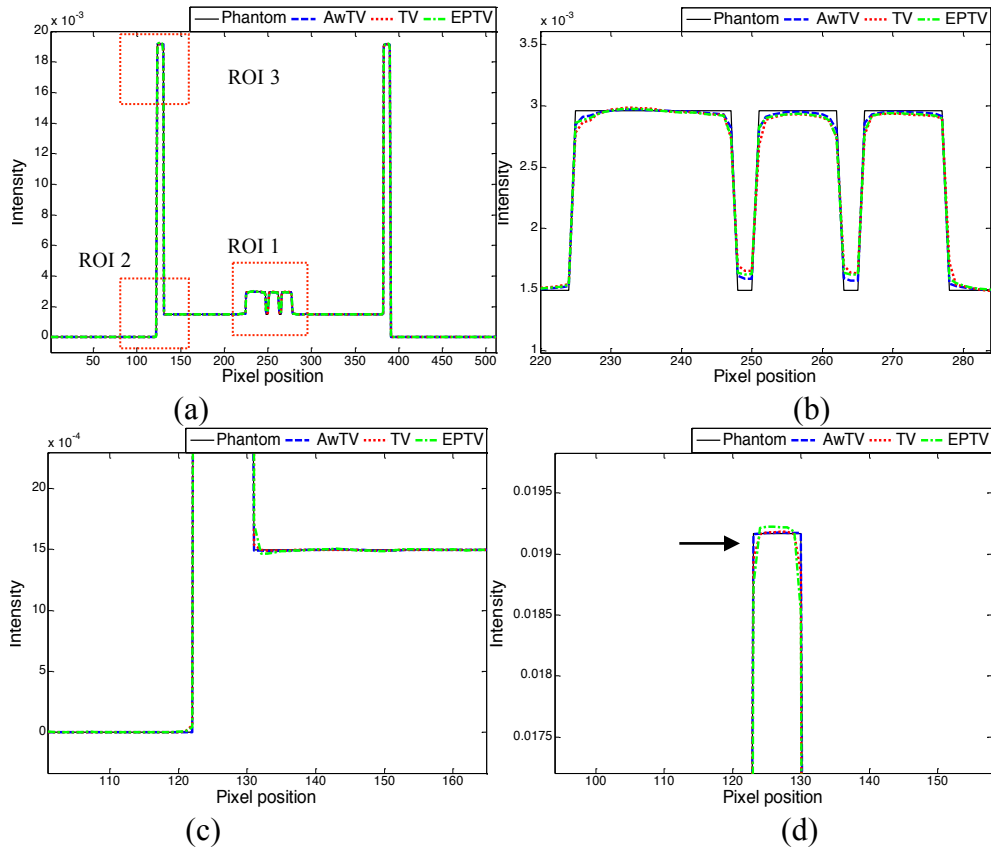 Phantom AwTV TV EPTV
x 10⁻³
20
18
16
14
12
10
8
6
4
2
0
Intensity
ROI 3
ROI 2
ROI 1
50 100 150 200 250 300 350 400 450 500
Pixel position
(a)
Phantom AwTV TV EPTV
x 10⁻³
3.5
3
2.5
2
1.5
1
Intensity
220 230 240 250 260 270 280
Pixel position
(b)
Phantom AwTV TV EPTV
x 10⁻⁴
20
15
10
5
0
Intensity
110 120 130 140 150 160
Pixel position
(c)
Phantom AwTV TV EPTV
0.0195
0.019
0.0185
0.018
0.0175
Intensity
100 110 120 130 140 150
Pixel position
(d)